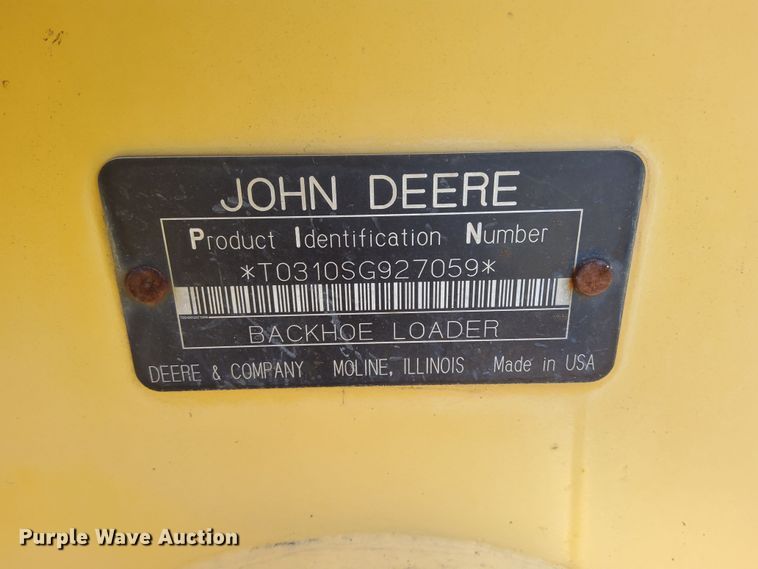 JOHN DEERE
Product Identification Number
*T0310SG927059*
BACKHOE LOADER
DEERE & COMPANY MOLINE, ILLINOIS Made in USA
Purple Wave Auction